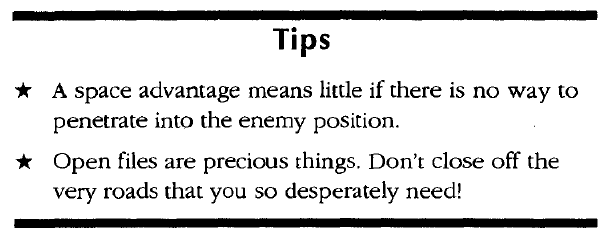 Tips
★ A space advantage means little if there is no way to
penetrate into the enemy position.
★ Open files are precious things. Don't close off the
very roads that you so desperately need!